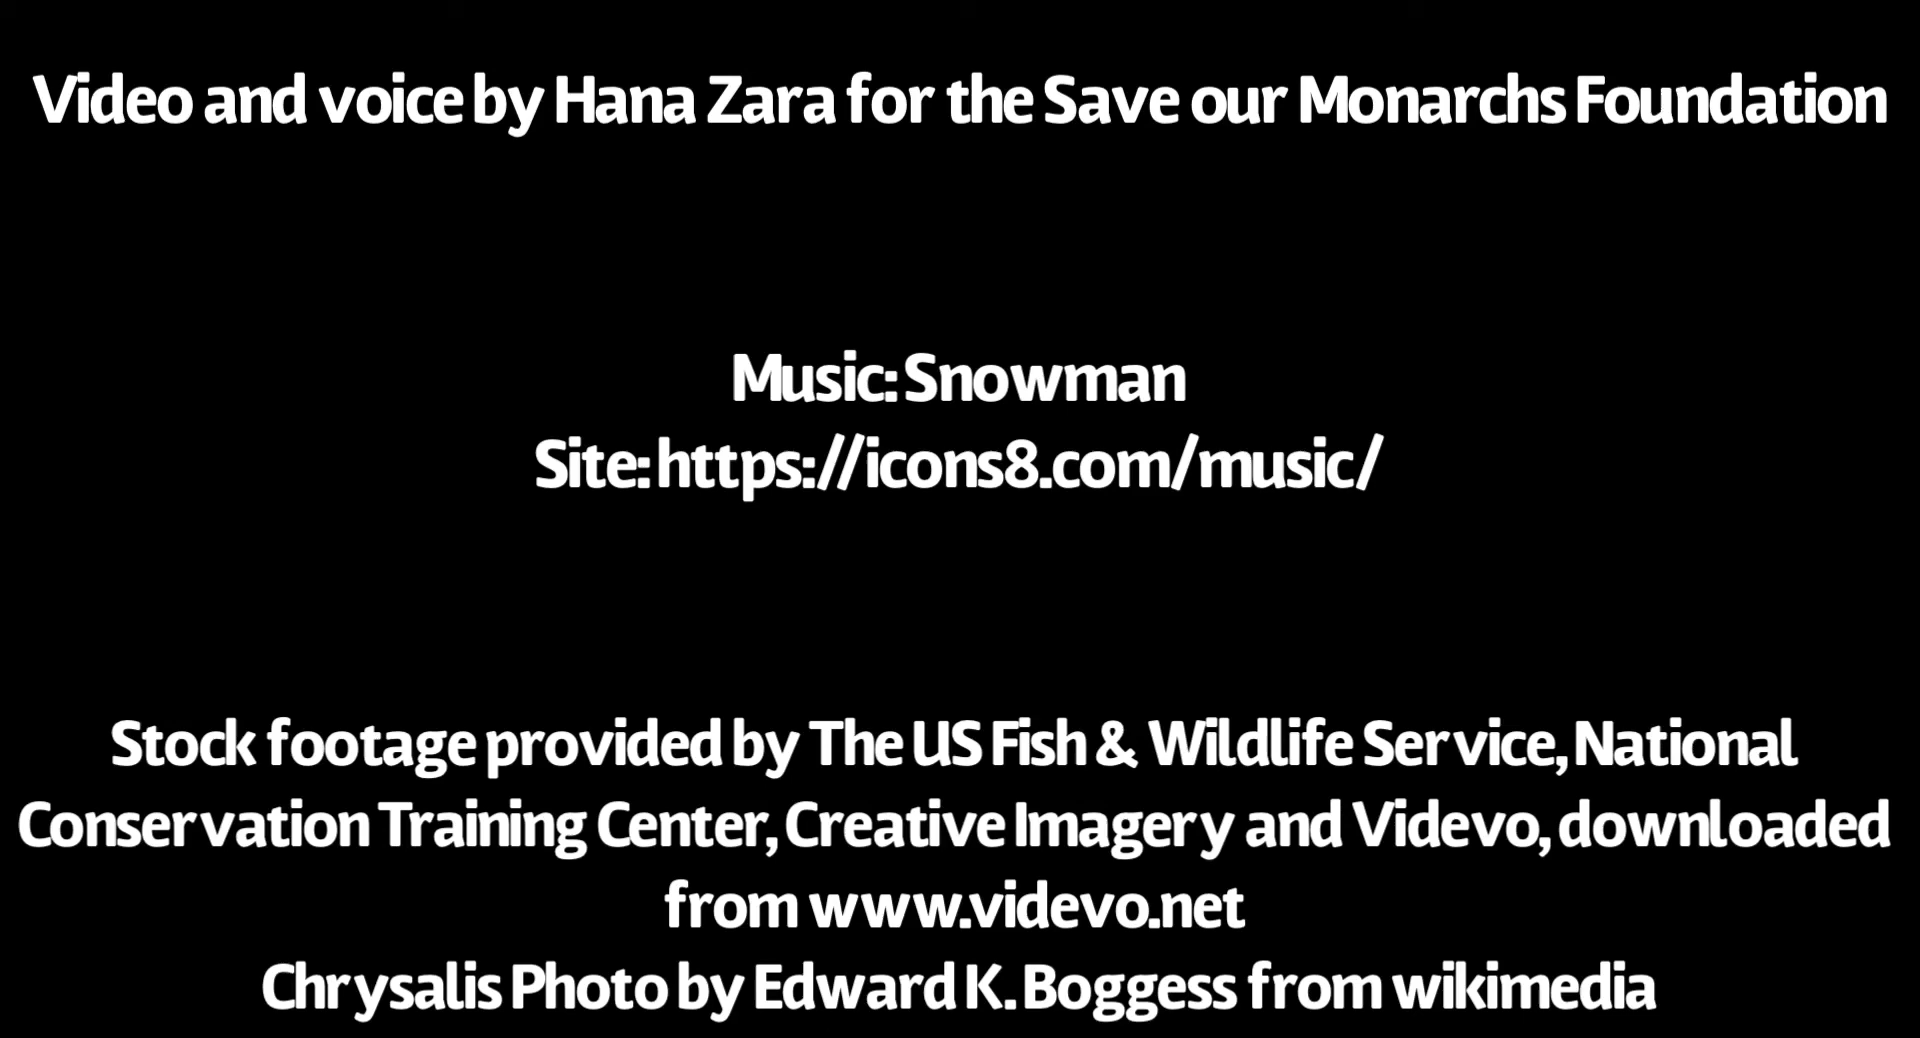 Video and voice by Hana Zara for the Save our Monarchs Foundation
Music: Snowman
Site: https://icons8.com/music/
Stock footage provided by The US Fish & Wildlife Service, National
Conservation Training Center, Creative Imagery and Videvo, downloaded
from www.videvo.net
Chrysalis Photo by Edward K. Boggess from wikimedia